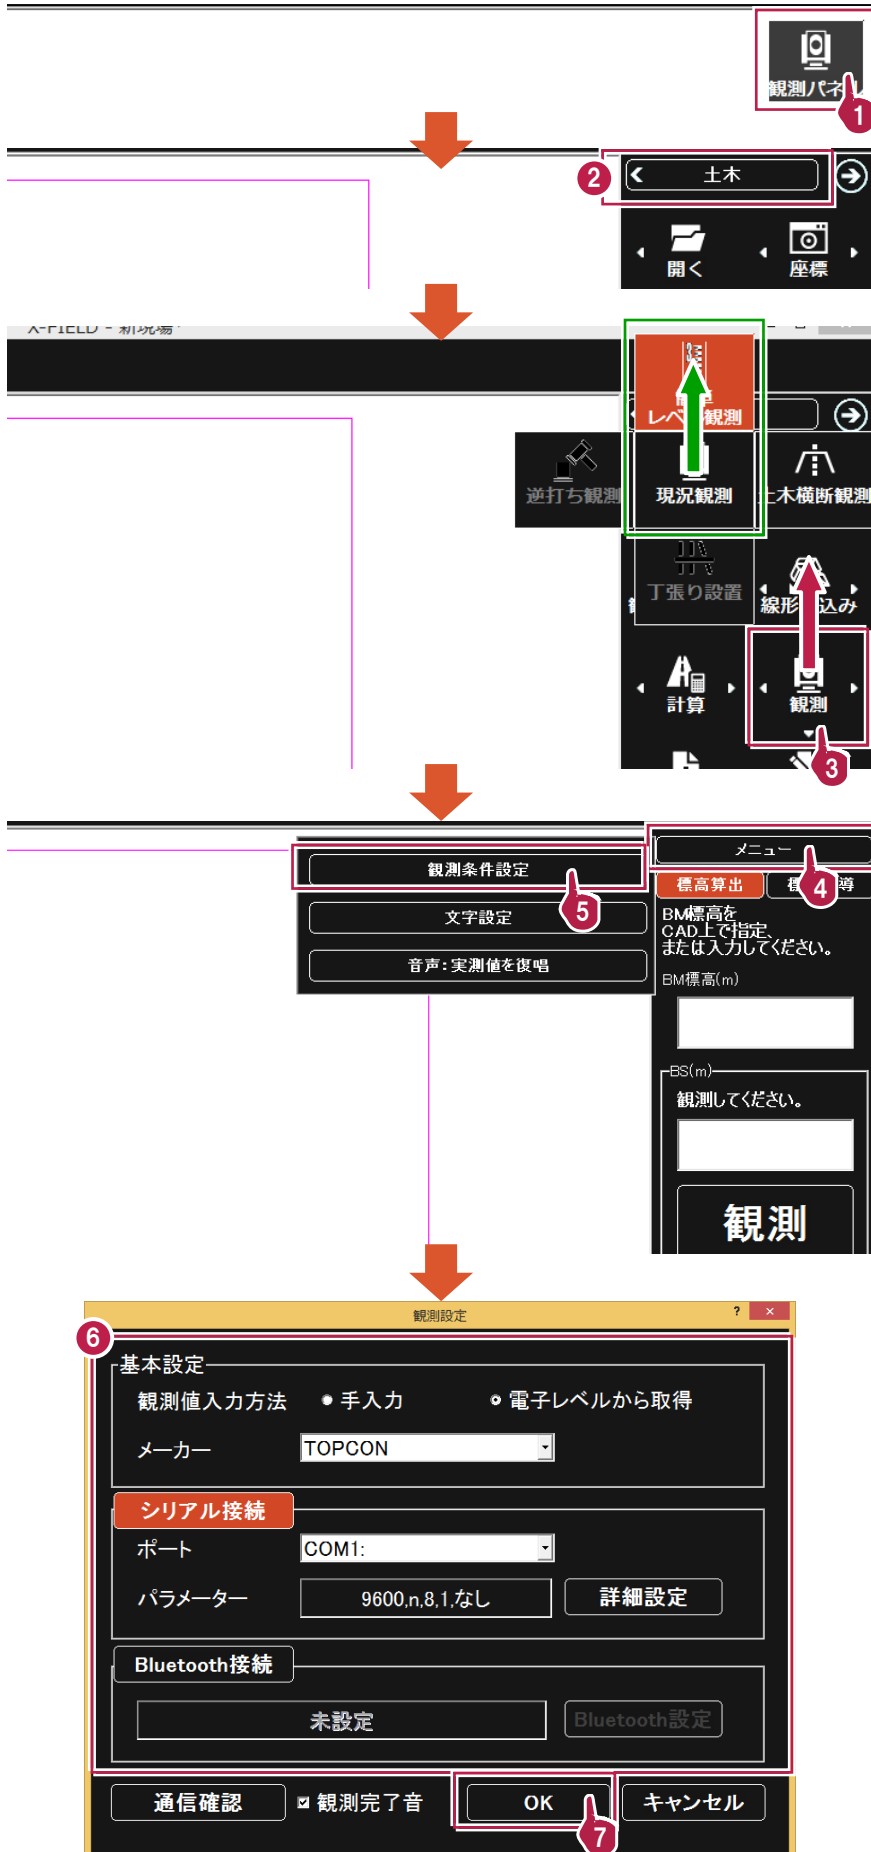 観測パネル
1
2
土木
開く
座標
X-FIELD - 新現場
レベル観測
逆打ち観測
現況観測
土木横断観測
丁張り設置
計算
観測
3
メニュー
4
観測条件設定
5
文字設定
音声:実測値を復唱
標高算出
BM標高を
CAD上で指定、
または入力してください。
BM標高(m)
BS(m)
観測してください。
観測
観測設定
?
×
6
基本設定
観測値入力方法
手入力
電子レベルから取得
メーカー
TOPCON
シリアル接続
ポート
COM1:
パラメーター
9600,n,8,1,なし
詳細設定
Bluetooth接続
未設定
Bluetooth設定
通信確認
観測完了音
OK
キャンセル
7